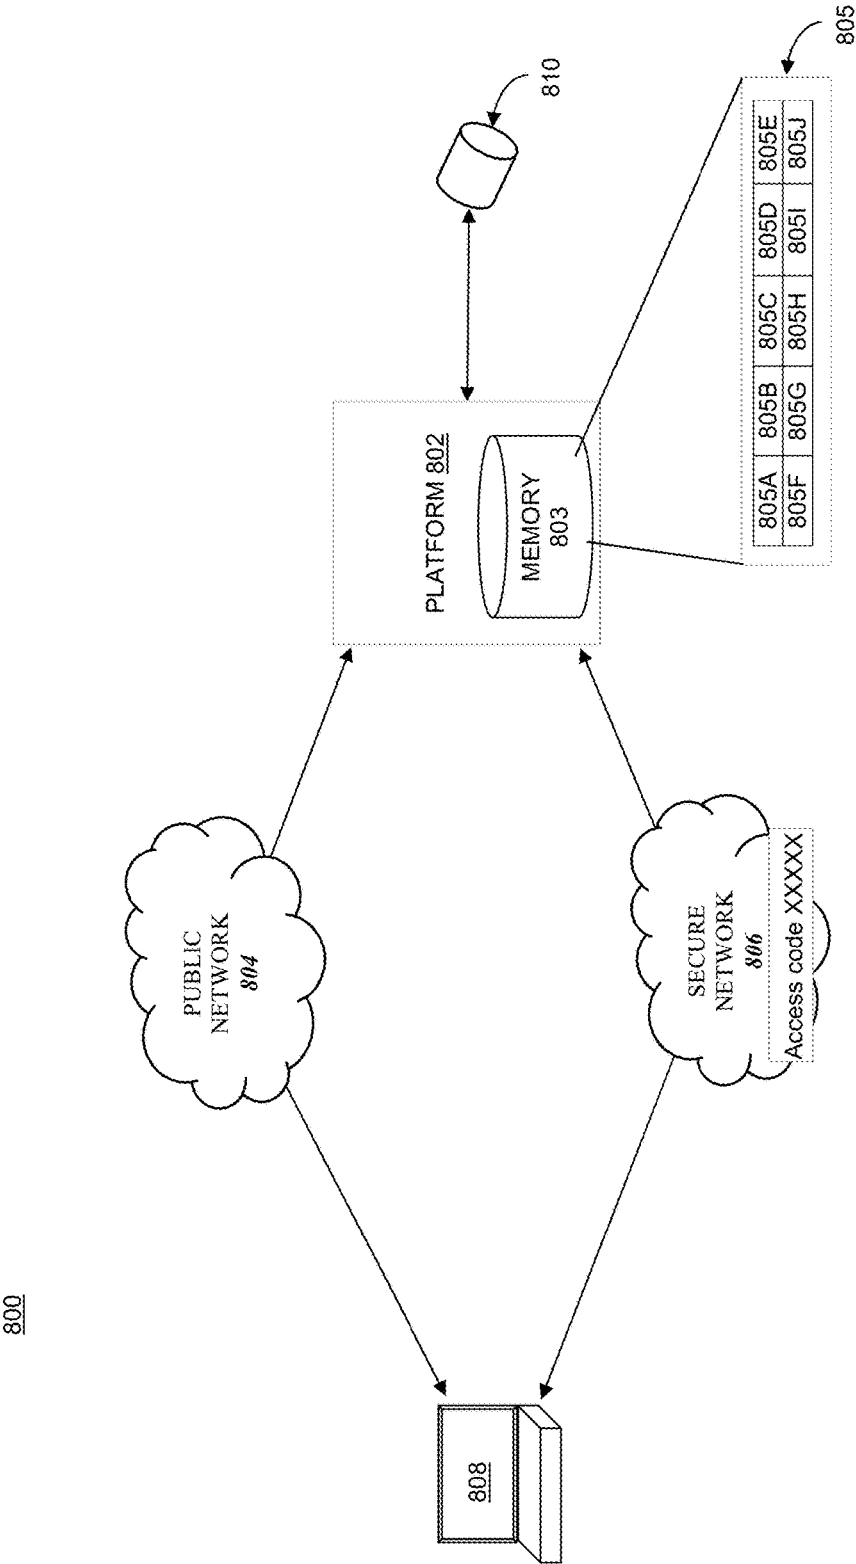 800
PUBLIC
NETWORK
804
PLATFORM 802
MEMORY
803
810
808
SECURE
NETWORK
806
Access code XXXXX
805A 805B 805C 805D 805E
805F 805G 805H 805I 805J
805